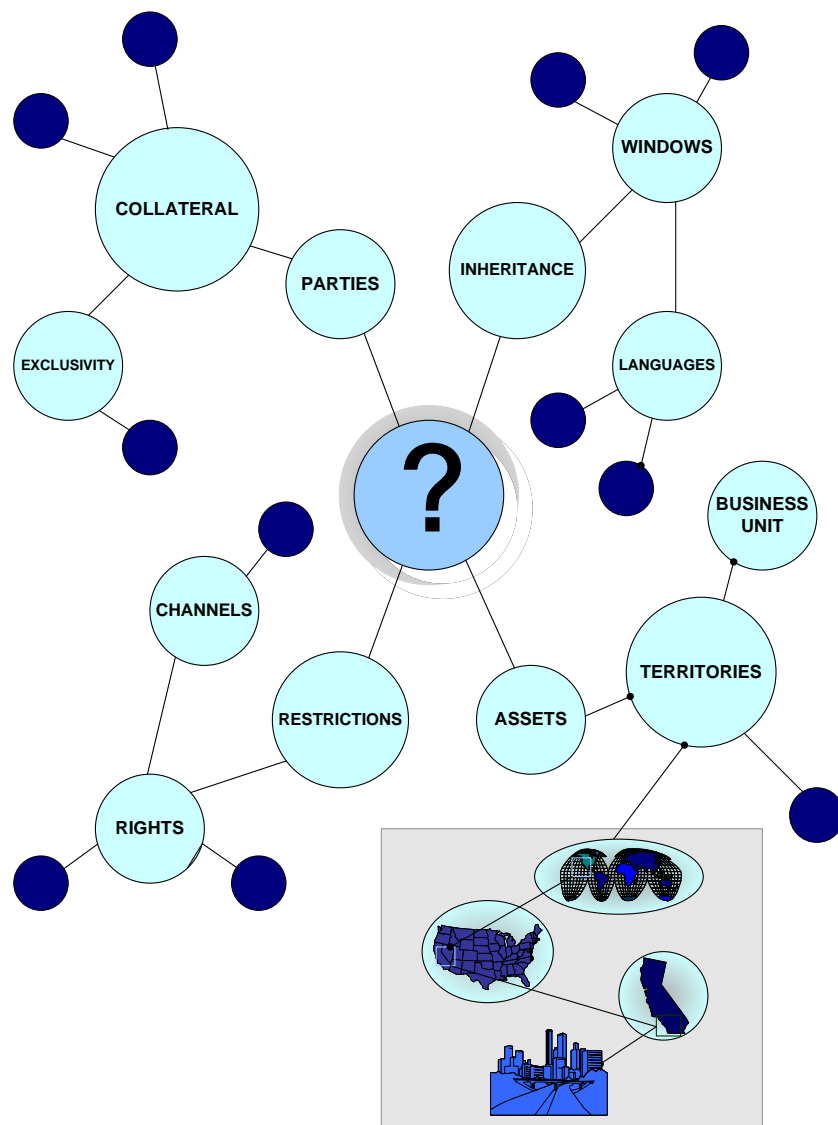 WINDOWS
COLLATERAL
INHERITANCE
PARTIES
EXCLUSIVITY
LANGUAGES
?
BUSINESS
UNIT
CHANNELS
TERRITORIES
RESTRICTIONS
ASSETS
RIGHTS